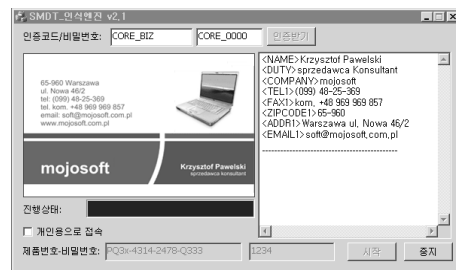 SMDT_인식엔진 v2.1
인증코드/비밀번호: CORE_BIZ CORE_0000 인증받기
65-960 Warszawa
ul. Nowa 46/2
tel: (099) 48-25-369
tel. kom. +48 969 969 857
email: soft@mojosoft.com.pl
www.mojosoft.com.pl
mojosoft
Krzysztof Pawelski
sprzedawca konsultant
<NAME>Krzysztof Pawelski
<DUTY>sprzedawca Konsultant
<COMPANY>mojosoft
<TEL1>(099) 48-25-369
<FAX1>kom, +48 969 969 857
<ZIPCODE1>65-960
<ADDR1>Warszawa ul, Nowa 46/2
<EMAIL1>soft@mojosoft,com,pl
----------------------------------------
진행상태:
개인용으로 접속
제품번호-비밀번호: PQ3x-4314-2478-Q333 1234 시작 중지